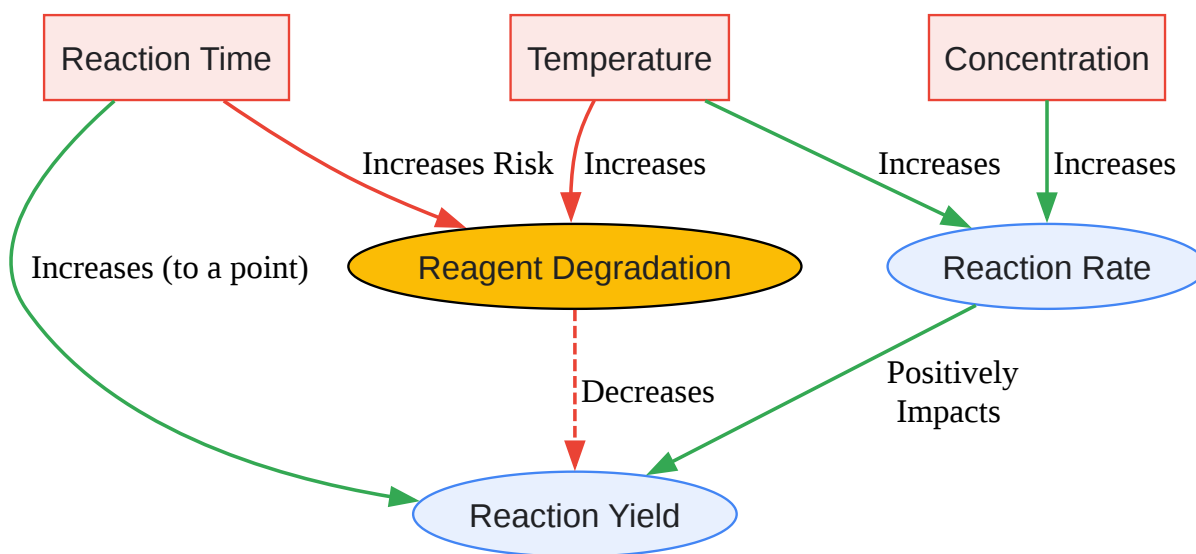 Reaction Time
Temperature
Concentration
Increases Risk
Increases
Increases
Increases
Increases (to a point)
Reagent Degradation
Reaction Rate
Decreases
Positively
Impacts
Reaction Yield